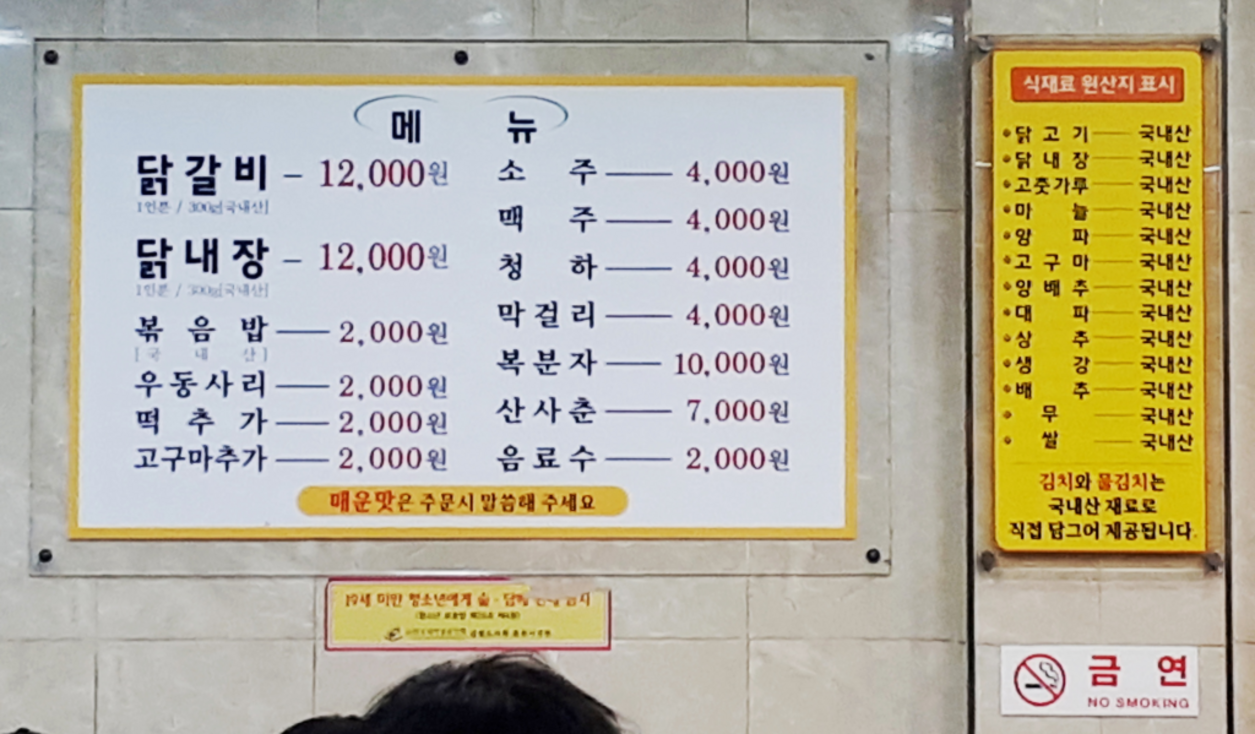 메 뉴
닭갈비 - 12,000원
1인분 / 300g[국내산]
닭내장 - 12,000원
1인분 / 300g[국내산]
볶음밥 2,000원
[국내산]
우동사리 2,000원
떡추가 2,000원
고구마추가 2,000원
소주 4,000원
맥주 4,000원
청하 4,000원
막걸리 4,000원
복분자 10,000원
산사춘 7,000원
음료수 2,000원
매운맛은 주문시 말씀해 주세요
19세 미만 청소년에게 술·담배 판매 금지
식재료 원산지 표시
닭고기 국내산
닭내장 국내산
고춧가루 국내산
마늘 국내산
양파 국내산
고구마 국내산
양배추 국내산
대파 국내산
상추 국내산
생강 국내산
배추 국내산
무 국내산
쌀 국내산
김치와 물김치는
국내산 재료로
직접 담그어 제공됩니다.
금 연
NO SMOKING